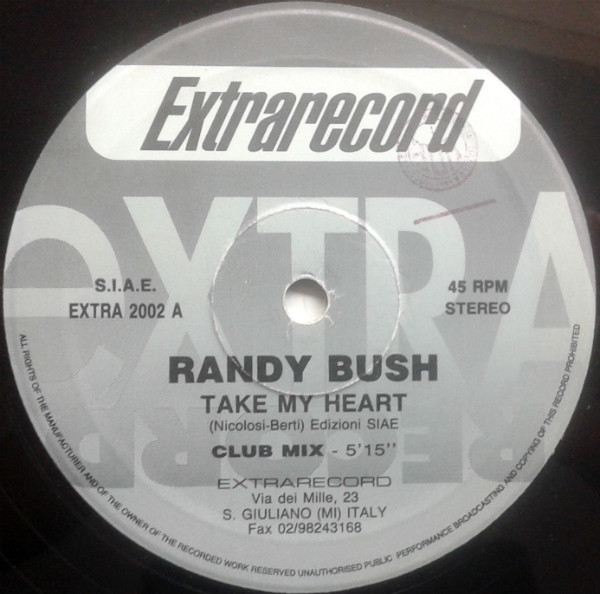 Extrarecord
eXTRA
RECORD
S.I.A.E.
EXTRA 2002 A
45 RPM
STEREO
RANDY BUSH
TAKE MY HEART
(Nicolosi-Berti) Edizioni SIAE
CLUB MIX - 5'15"
EXTRARECORD
Via dei Mille, 23
S. GIULIANO (MI) ITALY
Fax 02/98243168
ALL RIGHTS OF THE MANUFACTURER AND OF THE OWNER OF THE RECORDED WORK RESERVED UNAUTHORISED PUBLIC PERFORMANCE BROADCASTING AND COPYING OF THIS RECORD PROHIBITED